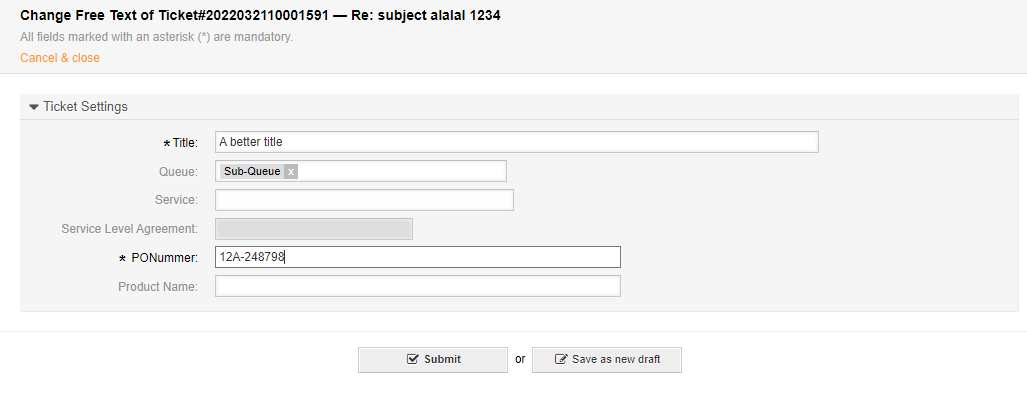 Change Free Text of Ticket#2022032110001591 — Re: subject alalal 1234
All fields marked with an asterisk (*) are mandatory.
Cancel & close
Ticket Settings
* Title: A better title
Queue: Sub-Queue x
Service:
Service Level Agreement:
* PONummer: 12A-248798
Product Name:
Submit or Save as new draft